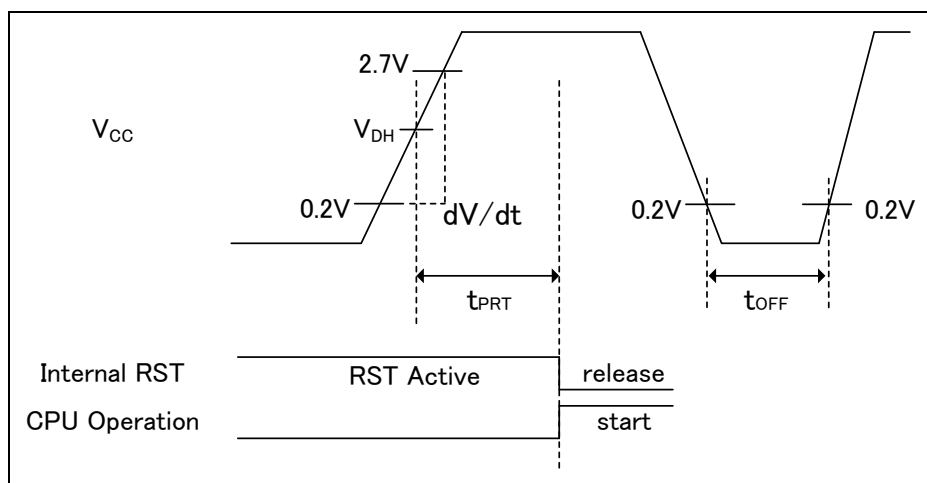 2.7V
VCC
VDH
0.2V
dV/dt
0.2V
0.2V
tPRT
tOFF
Internal RST
RST Active
release
CPU Operation
start